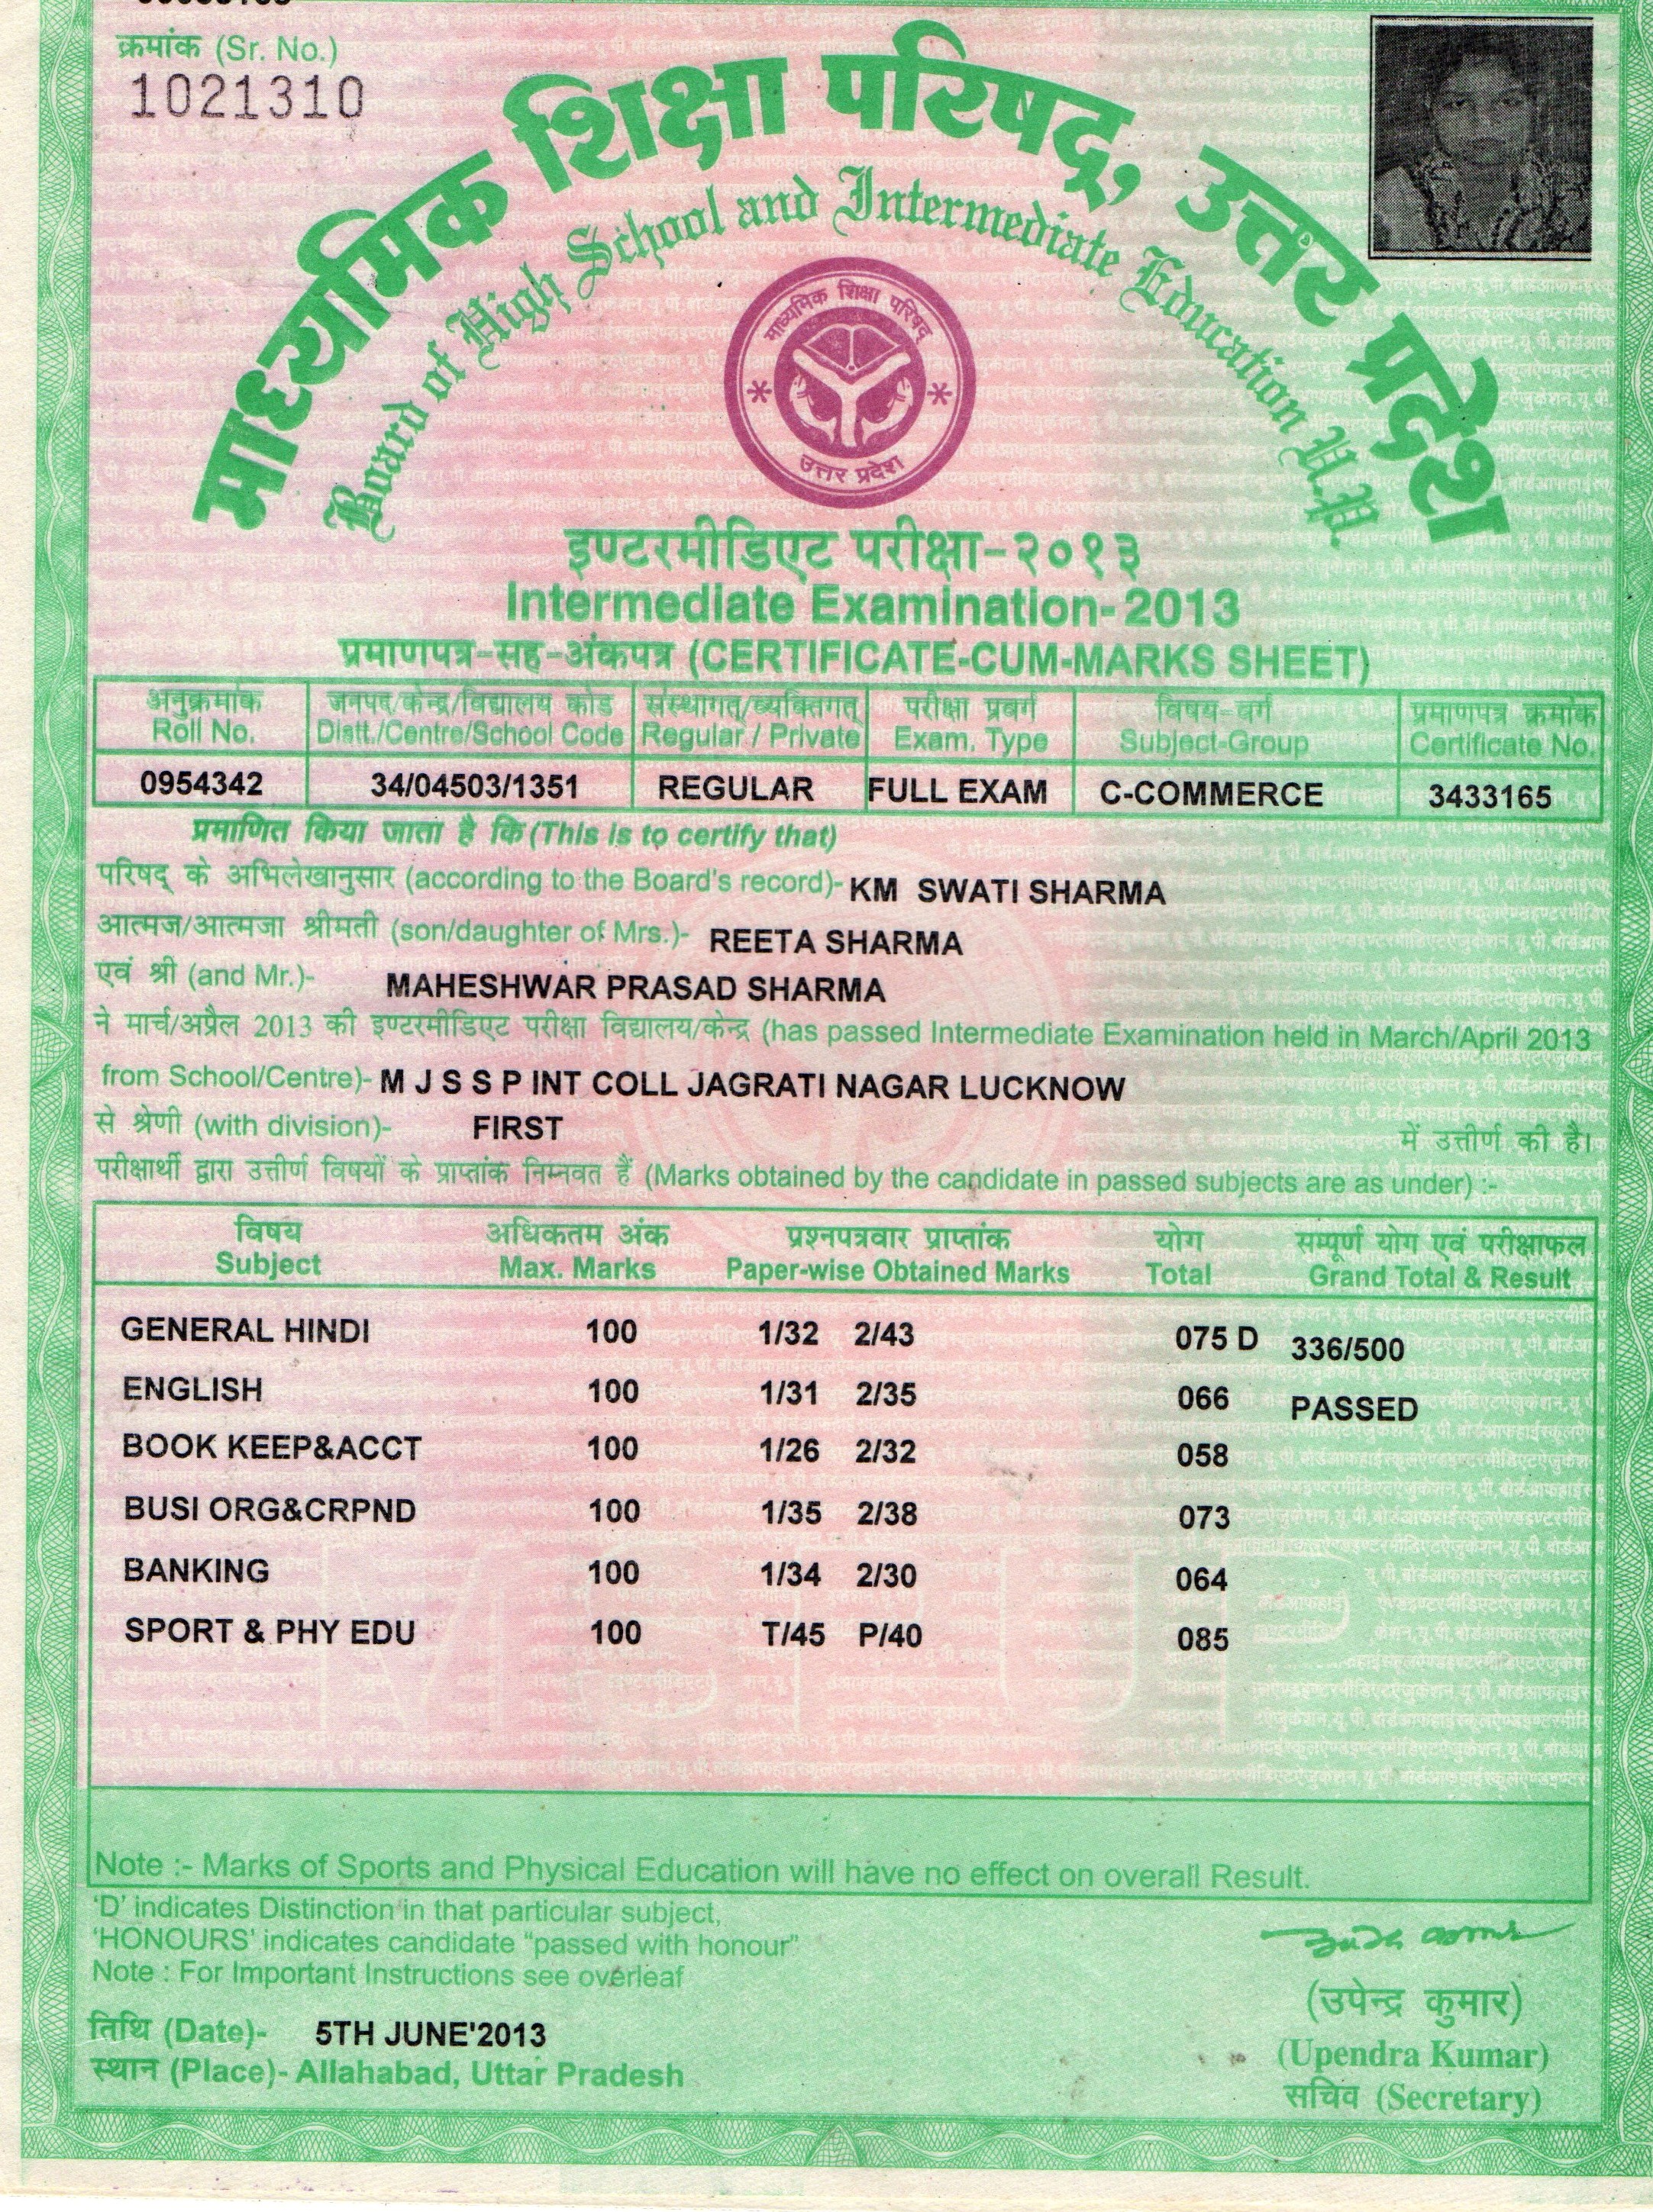 क्रमांक (Sr. No.)
1021310
माध्यमिक शिक्षा परिषद्, उत्तर प्रदेश
Board of High School and Intermediate Education U.P.
माध्यमिक शिक्षा परिषद्
उत्तर प्रदेश
इण्टरमीडिएट परीक्षा-२०१३
Intermediate Examination- 2013
प्रमाणपत्र-सह-अंकपत्र (CERTIFICATE-CUM-MARKS SHEET)
अनुक्रमांक जनपद/केन्द्र/विद्यालय कोड संस्थागत/व्यक्तिगत परीक्षा प्रवर्ग विषय-वर्ग प्रमाणपत्र क्रमांक
Roll No. Distt./Centre/School Code Regular / Private Exam. Type Subject-Group Certificate No.
0954342 34/04503/1351 REGULAR FULL EXAM C-COMMERCE 3433165
प्रमाणित किया जाता है कि (This is to certify that)
परिषद् के अभिलेखानुसार (according to the Board's record)- KM SWATI SHARMA
आत्मज/आत्मजा श्रीमती (son/daughter of Mrs.)- REETA SHARMA
एवं श्री (and Mr.)- MAHESHWAR PRASAD SHARMA
ने मार्च/अप्रैल 2013 की इण्टरमीडिएट परीक्षा विद्यालय/केन्द्र (has passed Intermediate Examination held in March/April 2013
from School/Centre)- M J S S P INT COLL JAGRATI NAGAR LUCKNOW
से श्रेणी (with division)- FIRST में उत्तीर्ण की है।
परीक्षार्थी द्वारा उत्तीर्ण विषयों के प्राप्तांक निम्नवत हैं (Marks obtained by the candidate in passed subjects are as under) :-
विषय अधिकतम अंक प्रश्नपत्रवार प्राप्तांक योग सम्पूर्ण योग एवं परीक्षाफल
Subject Max. Marks Paper-wise Obtained Marks Total Grand Total & Result
GENERAL HINDI 100 1/32 2/43 075 D 336/500
ENGLISH 100 1/31 2/35 066 PASSED
BOOK KEEP&ACCT 100 1/26 2/32 058
BUSI ORG&CRPND 100 1/35 2/38 073
BANKING 100 1/34 2/30 064
SPORT & PHY EDU 100 T/45 P/40 085
Note :- Marks of Sports and Physical Education will have no effect on overall Result.
'D' indicates Distinction in that particular subject,
'HONOURS' indicates candidate "passed with honour"
Note : For Important Instructions see overleaf
तिथि (Date)- 5TH JUNE'2013
स्थान (Place)- Allahabad, Uttar Pradesh
(उपेन्द्र कुमार)
(Upendra Kumar)
सचिव (Secretary)